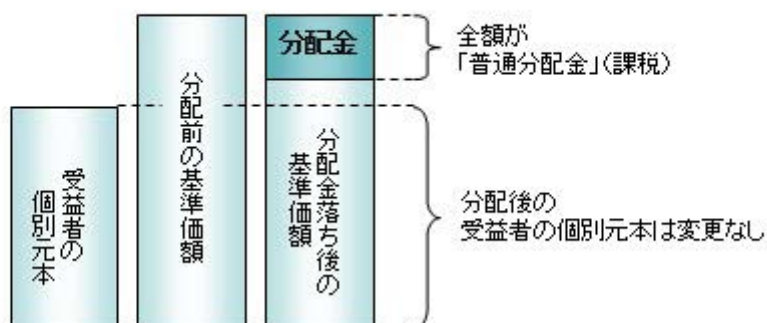 受益者の
個別元本
分配前の基準価額
分配金
分配金落ち後の
基準価額
全額が
「普通分配金」(課税)
分配後の
受益者の個別元本は変更なし